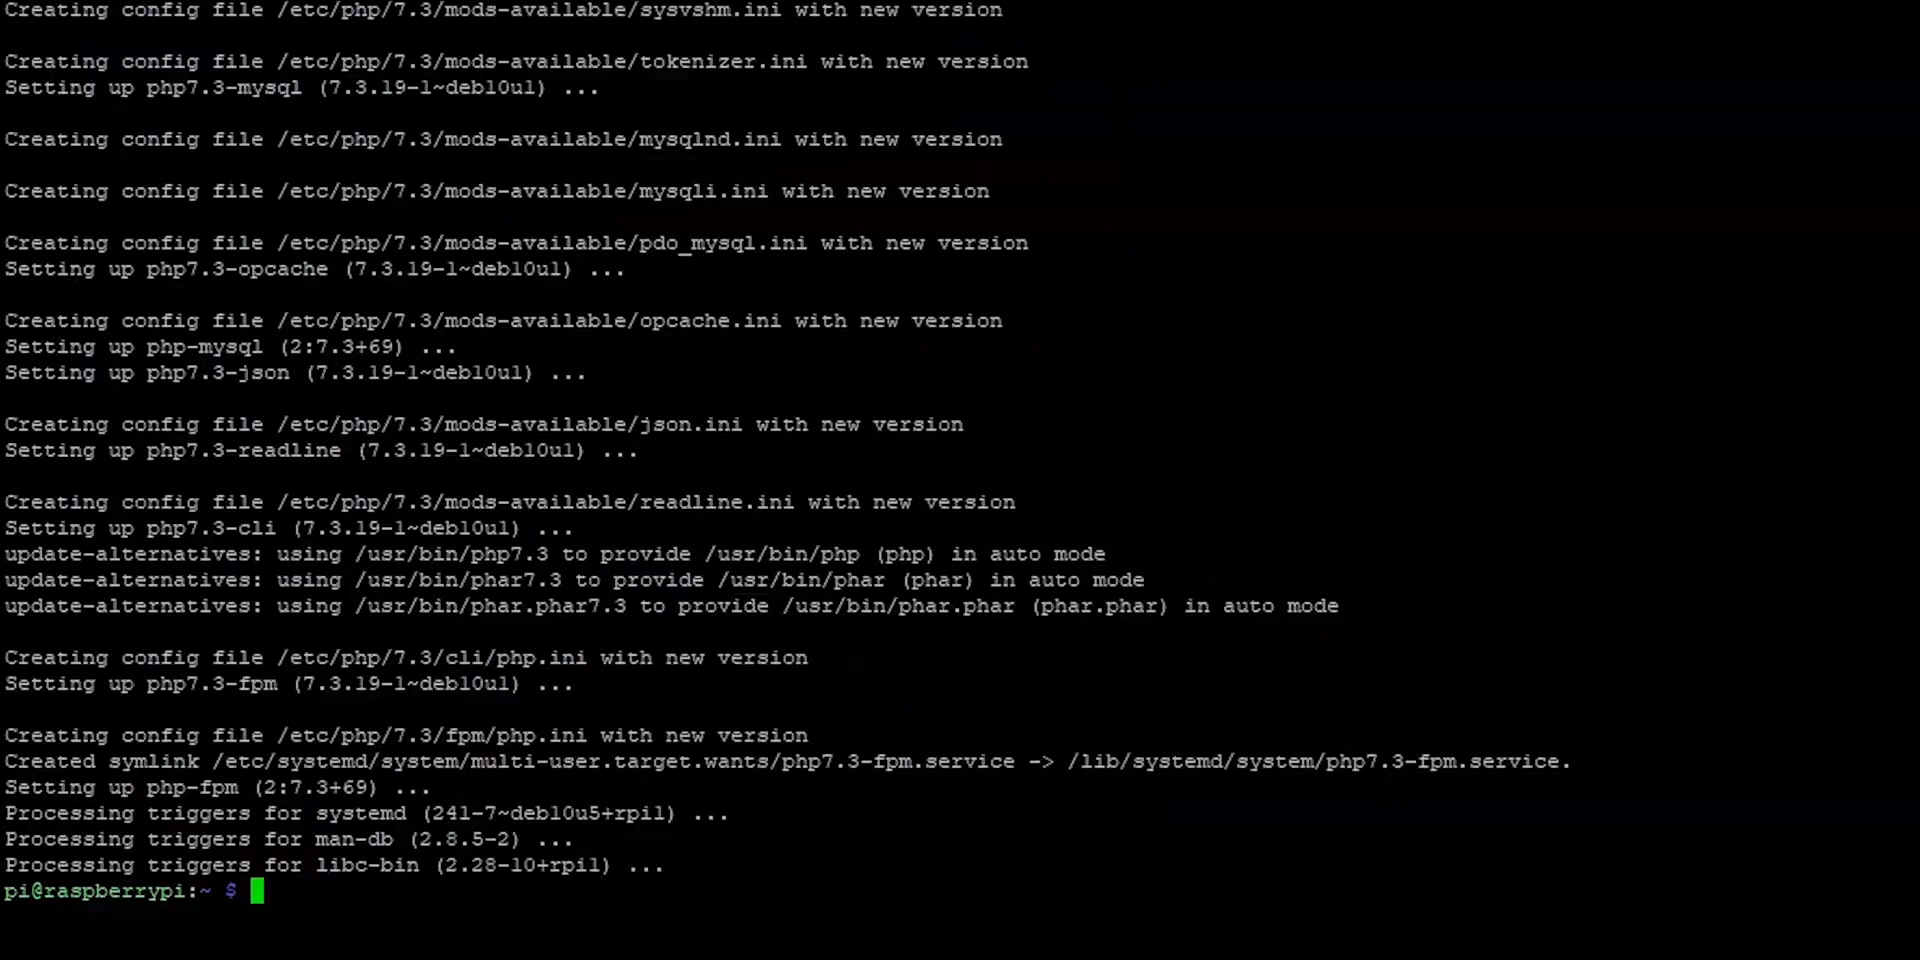 Creating config file /etc/php/7.3/mods-available/sysvshm.ini with new version
Creating config file /etc/php/7.3/mods-available/tokenizer.ini with new version
Setting up php7.3-mysql (7.3.19-1~deb10u1) ...
Creating config file /etc/php/7.3/mods-available/mysqlnd.ini with new version
Creating config file /etc/php/7.3/mods-available/mysqli.ini with new version
Creating config file /etc/php/7.3/mods-available/pdo_mysql.ini with new version
Setting up php7.3-opcache (7.3.19-1~deb10u1) ...
Creating config file /etc/php/7.3/mods-available/opcache.ini with new version
Setting up php-mysql (2:7.3+69) ...
Setting up php7.3-json (7.3.19-1~deb10u1) ...
Creating config file /etc/php/7.3/mods-available/json.ini with new version
Setting up php7.3-readline (7.3.19-1~deb10u1) ...
Creating config file /etc/php/7.3/mods-available/readline.ini with new version
Setting up php7.3-cli (7.3.19-1~deb10u1) ...
update-alternatives: using /usr/bin/php7.3 to provide /usr/bin/php (php) in auto mode
update-alternatives: using /usr/bin/phar7.3 to provide /usr/bin/phar (phar) in auto mode
update-alternatives: using /usr/bin/phar.phar7.3 to provide /usr/bin/phar.phar (phar.phar) in auto mode
Creating config file /etc/php/7.3/cli/php.ini with new version
Setting up php7.3-fpm (7.3.19-1~deb10u1) ...
Creating config file /etc/php/7.3/fpm/php.ini with new version
Created symlink /etc/systemd/system/multi-user.target.wants/php7.3-fpm.service -> /lib/systemd/system/php7.3-fpm.service.
Setting up php-fpm (2:7.3+69) ...
Processing triggers for systemd (241-7~deb10u5+rpi1) ...
Processing triggers for man-db (2.8.5-2) ...
Processing triggers for libc-bin (2.28-10+rpi1) ...
pi@raspberrypi:~ $